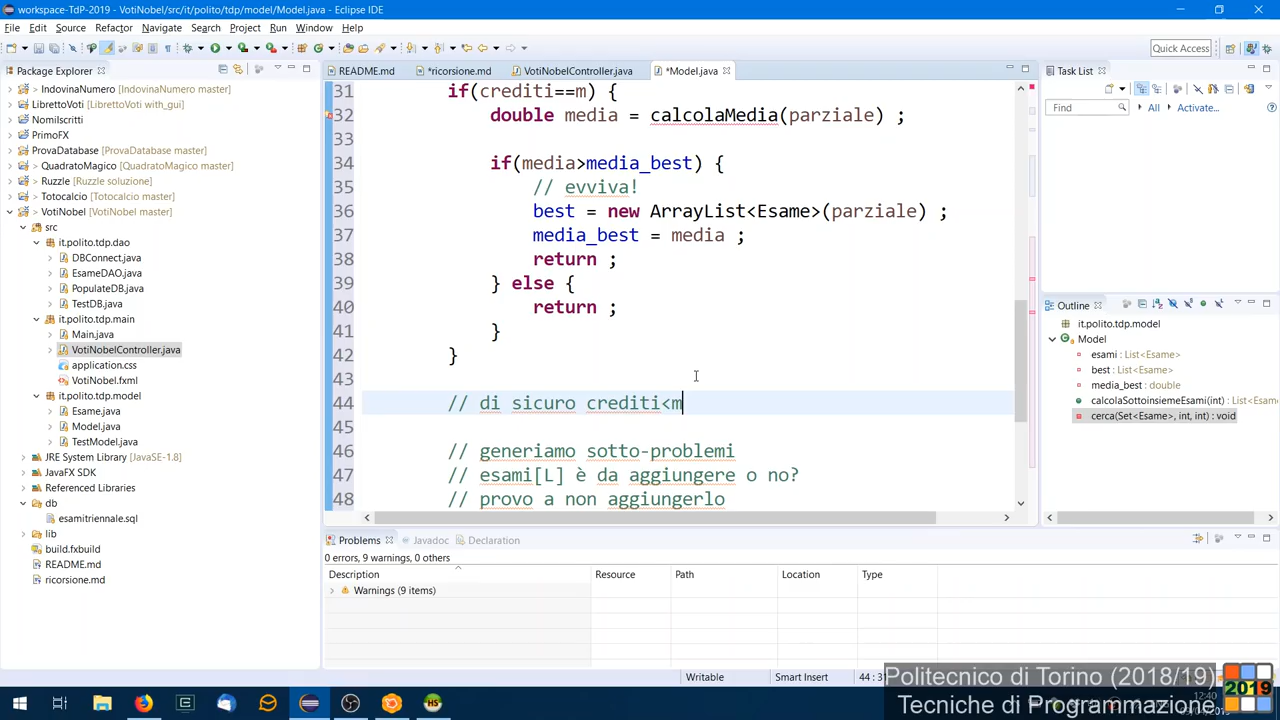 workspace-TdP-2019 - VotiNobel/src/it/polito/tdp/model/Model.java - Eclipse IDE
File Edit Source Refactor Navigate Search Project Run Window Help
Quick Access
Package Explorer
README.md
*ricorsione.md
VotiNobelController.java
*Model.java
Task List
IndovinaNumero [IndovinaNumero master]
LibrettoVoti [LibrettoVoti with_gui]
NomiIscritti
PrimoFX
ProvaDatabase [ProvaDatabase master]
> QuadratoMagico [QuadratoMagico master]
> Ruzzle [Ruzzle soluzione]
> Totocalcio [Totocalcio master]
> VotiNobel [VotiNobel master]
src
it.polito.tdp.dao
DBConnect.java
EsameDAO.java
PopulateDB.java
TestDB.java
it.polito.tdp.main
Main.java
VotiNobelController.java
application.css
VotiNobel.fxml
it.polito.tdp.model
Esame.java
Model.java
TestModel.java
JRE System Library [JavaSE-1.8]
JavaFX SDK
Referenced Libraries
db
esamitriennale.sql
lib
build.fxbuild
README.md
ricorsione.md
31 if(crediti==m) {
32 double media = calcolaMedia(parziale) ;
33
34 if(media>media_best) {
35 // evviva!
36 best = new ArrayList<Esame>(parziale) ;
37 media_best = media ;
38 return ;
39 } else {
40 return ;
41 }
42 }
43
44 // di sicuro crediti<m
45
46 // generiamo sotto-problemi
47 // esami[L] è da aggiungere o no?
48 // provo a non aggiungerlo
Find
All
Activate...
Outline
it.polito.tdp.model
Model
esami : List<Esame>
best : List<Esame>
media_best : double
calcolaSottoinsiemeEsami(int) :
cerca(Set<Esame>, int, int) : void
Problems
Javadoc
Declaration
0 errors, 9 warnings, 0 others
Description Resource Path Location Type
Warnings (9 items)
Writable Smart Insert 44 : 31
Politecnico di Torino (2018/19)
Tecniche di Programmazione
2019
12:40